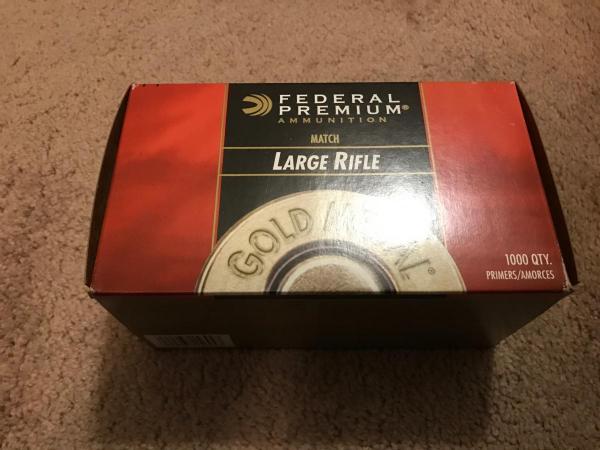 FEDERAL
PREMIUM®
AMMUNITION
MATCH
LARGE RIFLE
GOLD MEDAL®
1000 QTY.
PRIMERS/AMORCES